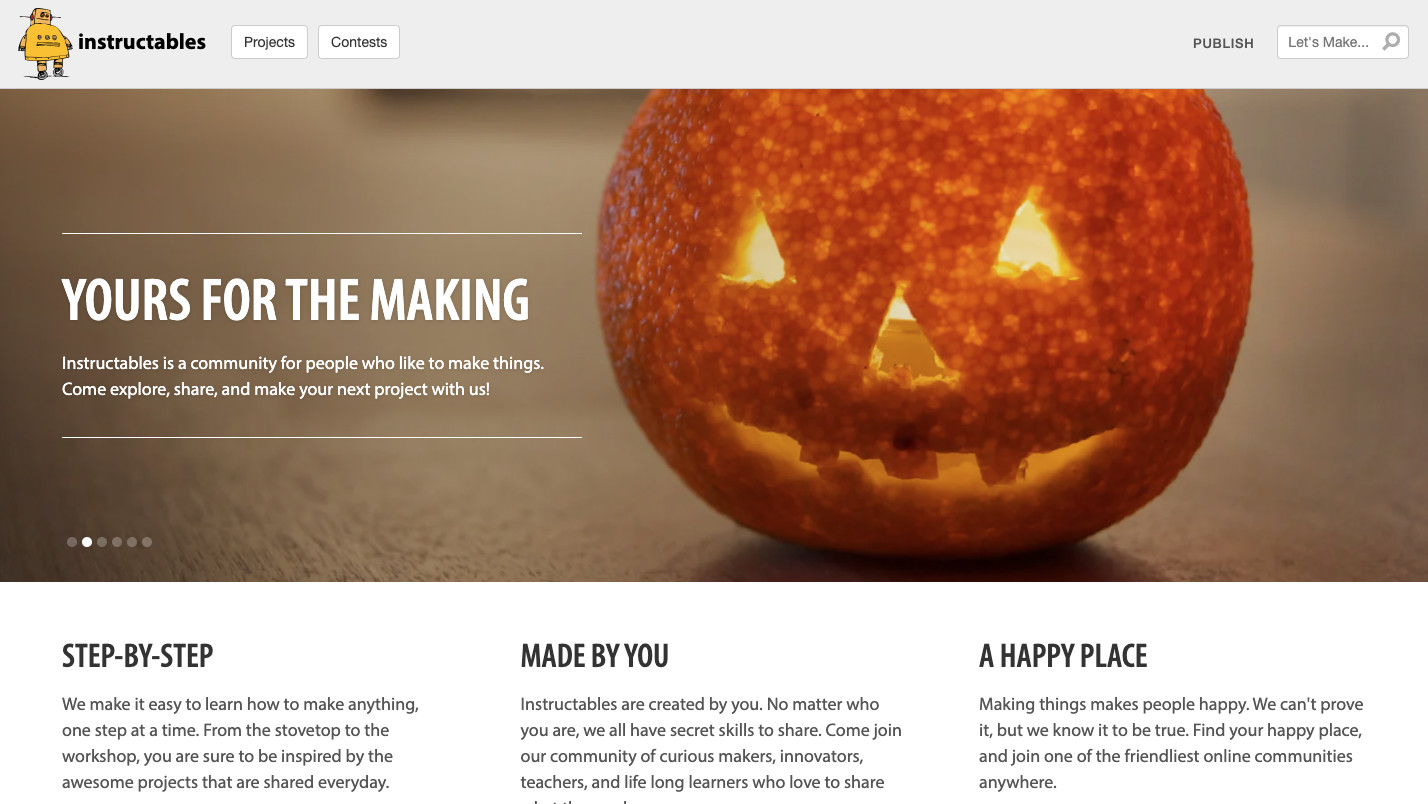 instructables
Projects
Contests
PUBLISH
Let's Make...
YOURS FOR THE MAKING
Instructables is a community for people who like to make things.
Come explore, share, and make your next project with us!
STEP-BY-STEP
We make it easy to learn how to make anything,
one step at a time. From the stovetop to the
workshop, you are sure to be inspired by the
awesome projects that are shared everyday.
MADE BY YOU
Instructables are created by you. No matter who
you are, we all have secret skills to share. Come join
our community of curious makers, innovators,
teachers, and life long learners who love to share
A HAPPY PLACE
Making things makes people happy. We can't prove
it, but we know it to be true. Find your happy place,
and join one of the friendliest online communities
anywhere.